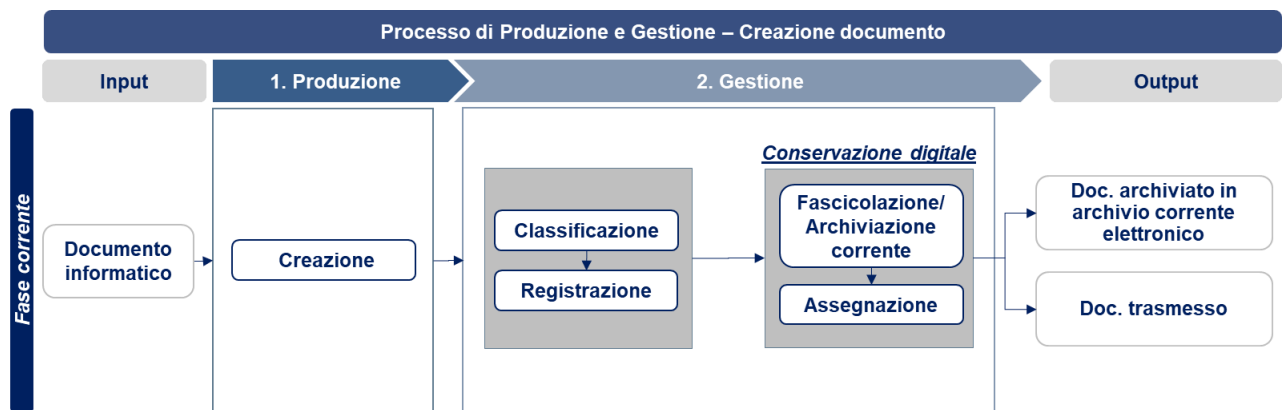 Processo di Produzione e Gestione – Creazione documento
Input
1. Produzione
2. Gestione
Output
Fase corrente
Documento
informatico
Creazione
Classificazione
Registrazione
Conservazione digitale
Fascicolazione/
Archiviazione
corrente
Assegnazione
Doc. archiviato in
archivio corrente
elettronico
Doc. trasmesso